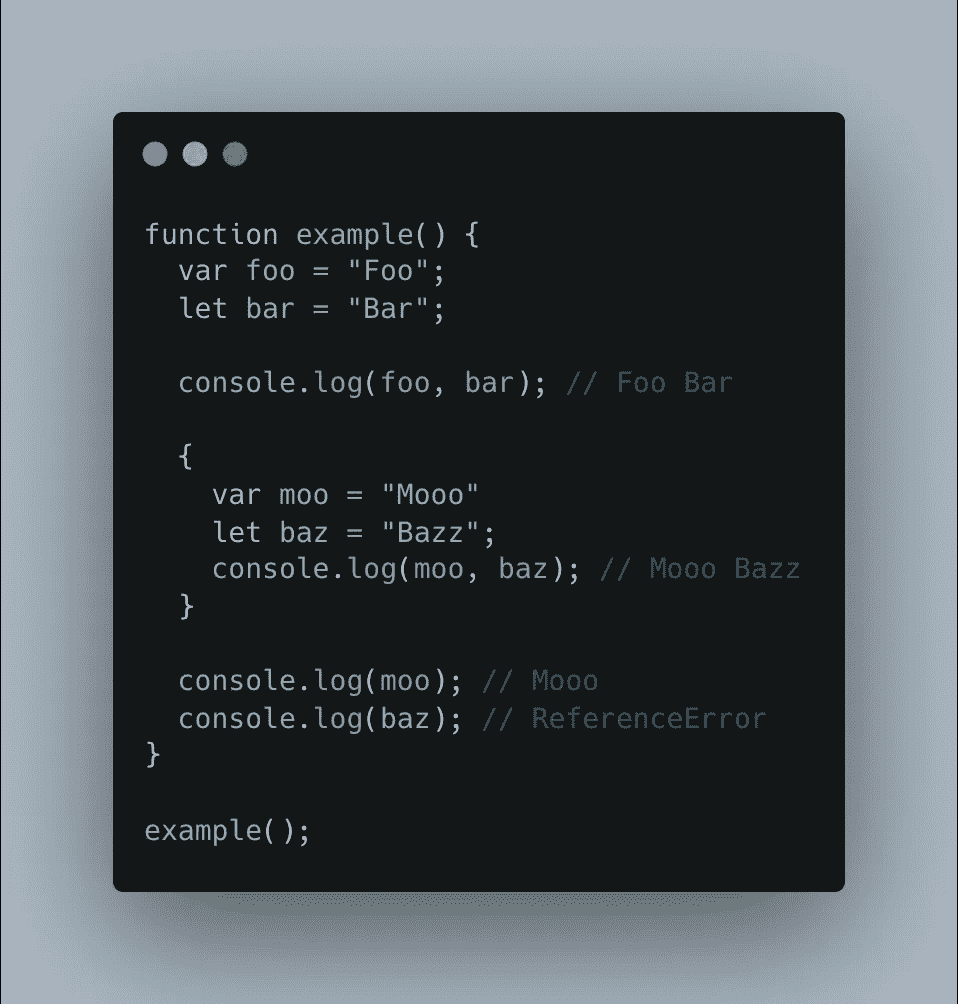 function example() {
  var foo = "Foo";
  let bar = "Bar";

  console.log(foo, bar); // Foo Bar

  {
    var moo = "Mooo"
    let baz = "Bazz";
    console.log(moo, baz); // Mooo Bazz
  }

  console.log(moo); // Mooo
  console.log(baz); // ReferenceError
}

example();